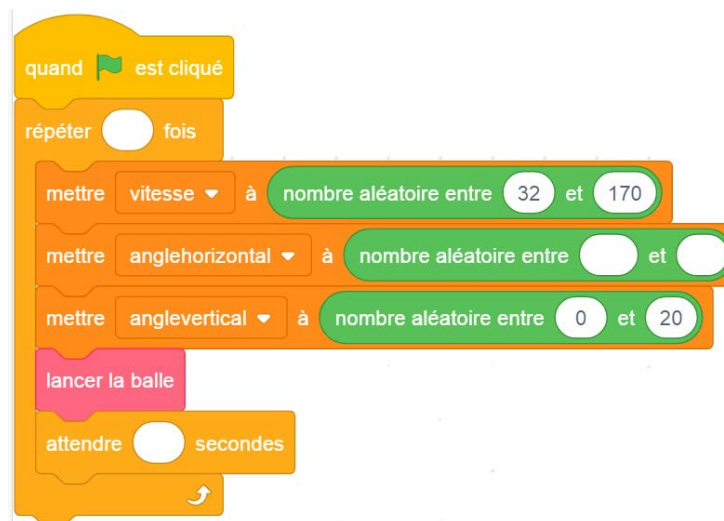 quand est cliqué
répéter fois
mettre vitesse à nombre aléatoire entre 32 et 170
mettre anglehorizontal à nombre aléatoire entre et
mettre anglevertical à nombre aléatoire entre 0 et 20
lancer la balle
attendre secondes